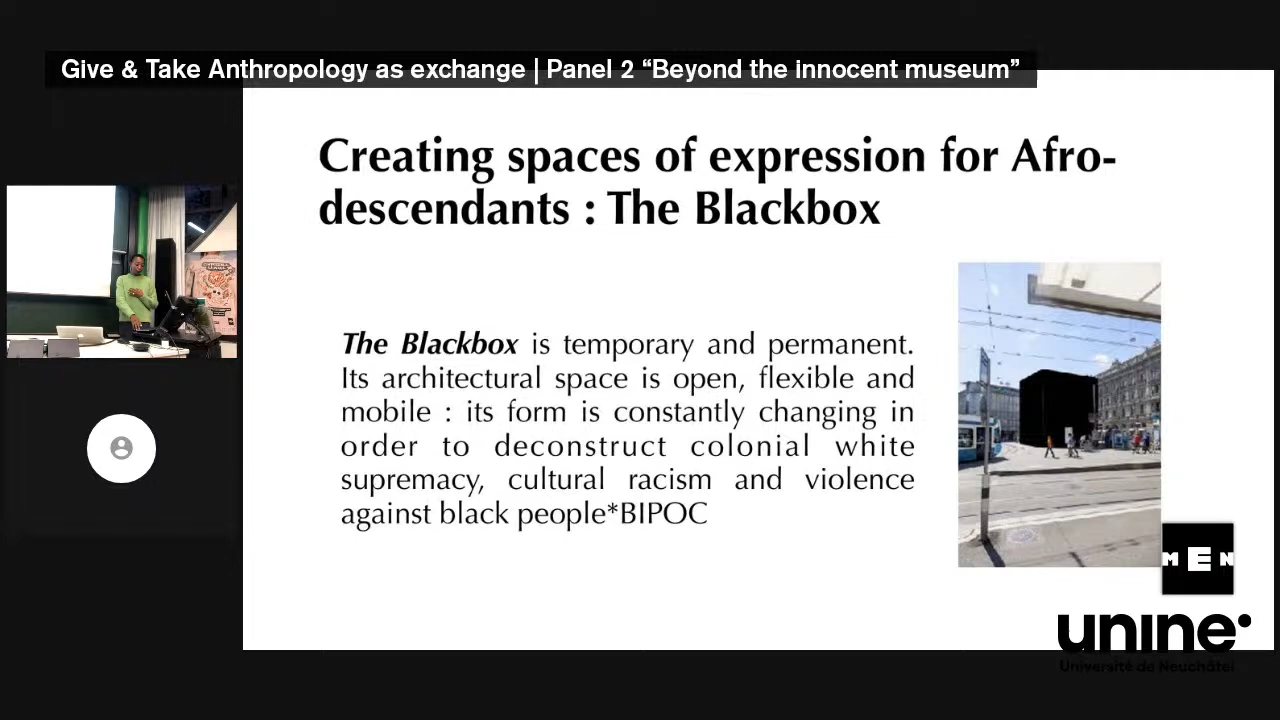 Give & Take Anthropology as exchange | Panel 2 “Beyond the innocent museum”
Creating spaces of expression for Afro-
descendants : The Blackbox
The Blackbox is temporary and permanent.
Its architectural space is open, flexible and
mobile : its form is constantly changing in
order to deconstruct colonial white
supremacy, cultural racism and violence
against black people*BIPOC
MEN
unine
Université de Neuchâtel